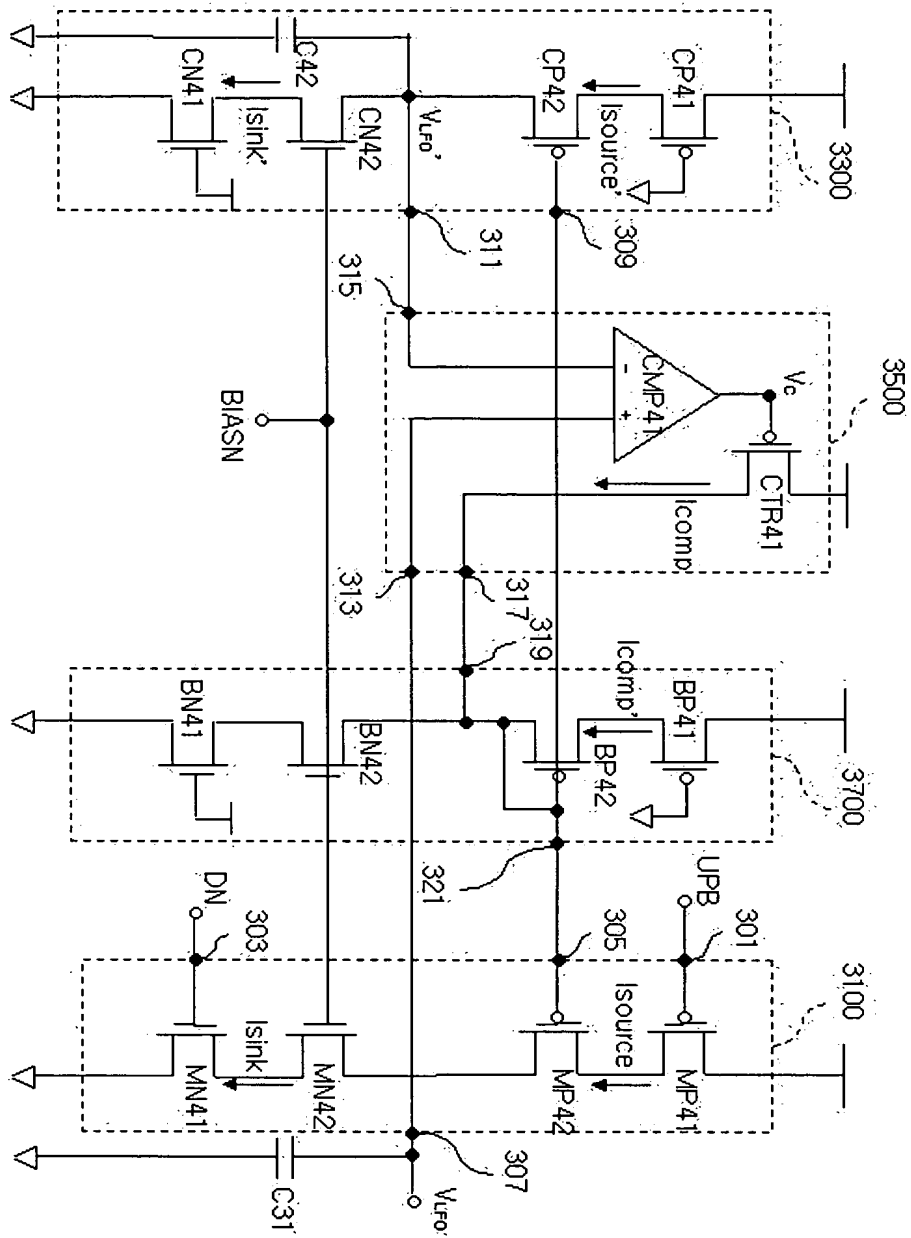 3300
CP41
Isource'
CP42
309
VLFO'
311
C42
CN42
Isink'
CN41
315
3500
Vc
CTR41
CMP41
-
+
Icomp
313
317
319
BIASN
3700
BP41
Icomp'
BP42
321
BN42
BN41
UPB
301
3100
MP41
Isource
305
MP42
DN
303
MN42
Isink
MN41
307
VLFO
C31